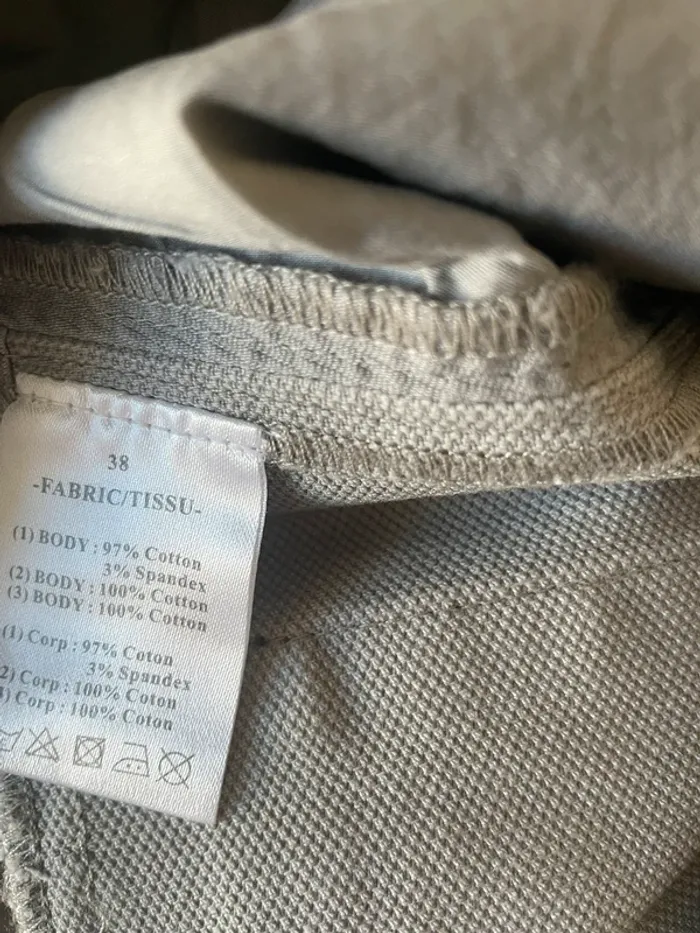 38
-FABRIC/TISSU-
(1) BODY : 97% Cotton
3% Spandex
(2) BODY : 100% Cotton
(3) BODY : 100% Cotton
(1) Corp : 97% Coton
3% Spandex
2) Corp : 100% Coton
) Corp : 100% Coton